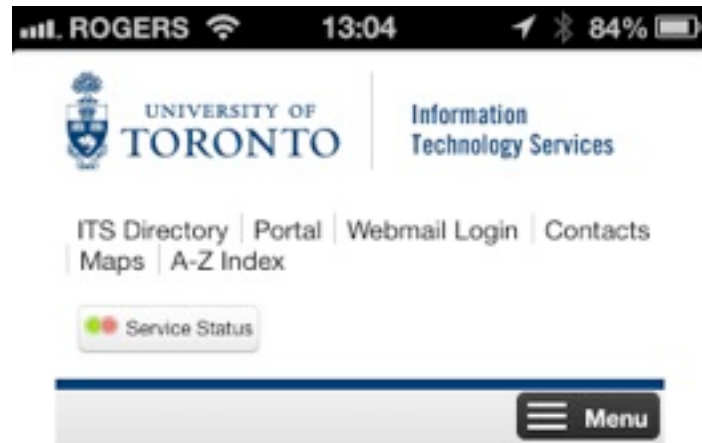 ROGERS 13:04 84%
UNIVERSITY OF
TORONTO
Information
Technology Services
ITS Directory Portal Webmail Login Contacts
Maps A-Z Index
Service Status
Menu